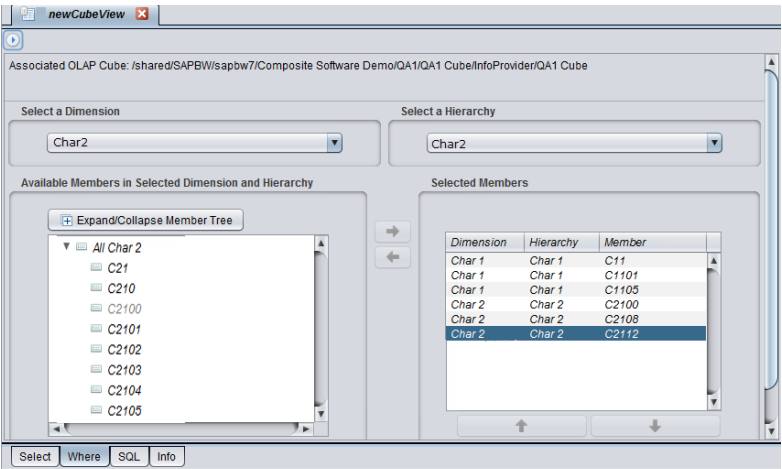 newCubeView
Associated OLAP Cube: /shared/SAPBW/sapbw7/Composite Software Demo/QA1/QA1 Cube/InfoProvider/QA1 Cube
Select a Dimension Select a Hierarchy
Char2 Char2
Available Members in Selected Dimension and Hierarchy Selected Members
Expand/Collapse Member Tree
All Char 2
C21
C210
C2100
C2101
C2102
C2103
C2104
C2105
Dimension Hierarchy Member
Char 1 Char 1 C11
Char 1 Char 1 C1101
Char 1 Char 1 C1105
Char 2 Char 2 C2100
Char 2 Char 2 C2108
Char 2 Char 2 C2112
Select Where SQL Info